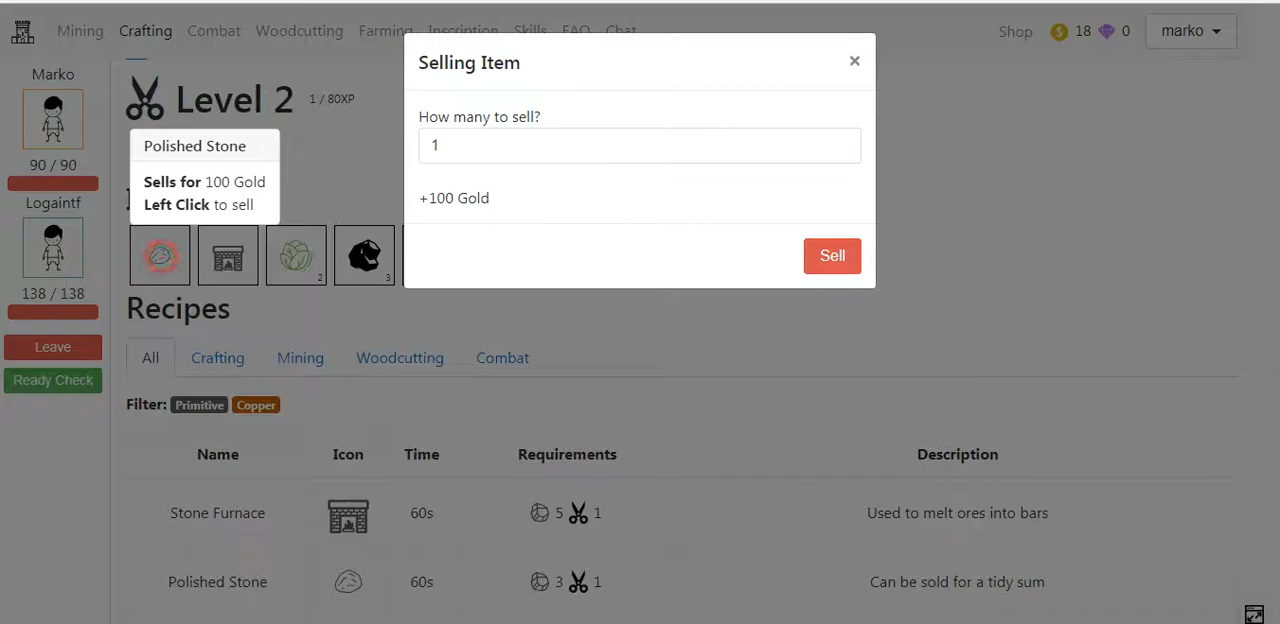 Mining Crafting Combat Woodcutting Farming Inscription Skills FAQ Chat Shop 18 0 marko
Marko
90 / 90
Logaintf
138 / 138
Leave
Ready Check
Level 2 1 / 80XP
Polished Stone
Sells for 100 Gold
Left Click to sell
2 3
Selling Item ×
How many to sell?
1
+100 Gold
Sell
Recipes
All Crafting Mining Woodcutting Combat
Filter: Primitive Copper
Name Icon Time Requirements Description
Stone Furnace 60s 5 1 Used to melt ores into bars
Polished Stone 60s 3 1 Can be sold for a tidy sum